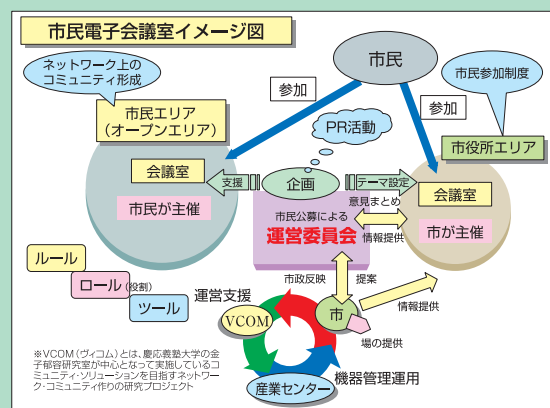 市民電子会議室イメージ図
ネットワーク上の
コミュニティ形成
市民
市民参加制度
参加
参加
市民エリア
(オープンエリア)
PR活動
市役所エリア
会議室
支援
企画
テーマ設定
会議室
市民が主催
市民公募による
運営委員会
意見まとめ
情報提供
市が主催
ルール
ロール(役割)
ツール
市政反映
提案
運営支援
VCOM
市
情報提供
場の提供
産業センター
機器管理運用
※VCOM(ヴィコム)とは、慶応義塾大学の金
子郁容研究室が中心となって実施しているコ
ミュニティ・ソリューションを目指すネットワー
ク・コミュニティ作りの研究プロジェクト